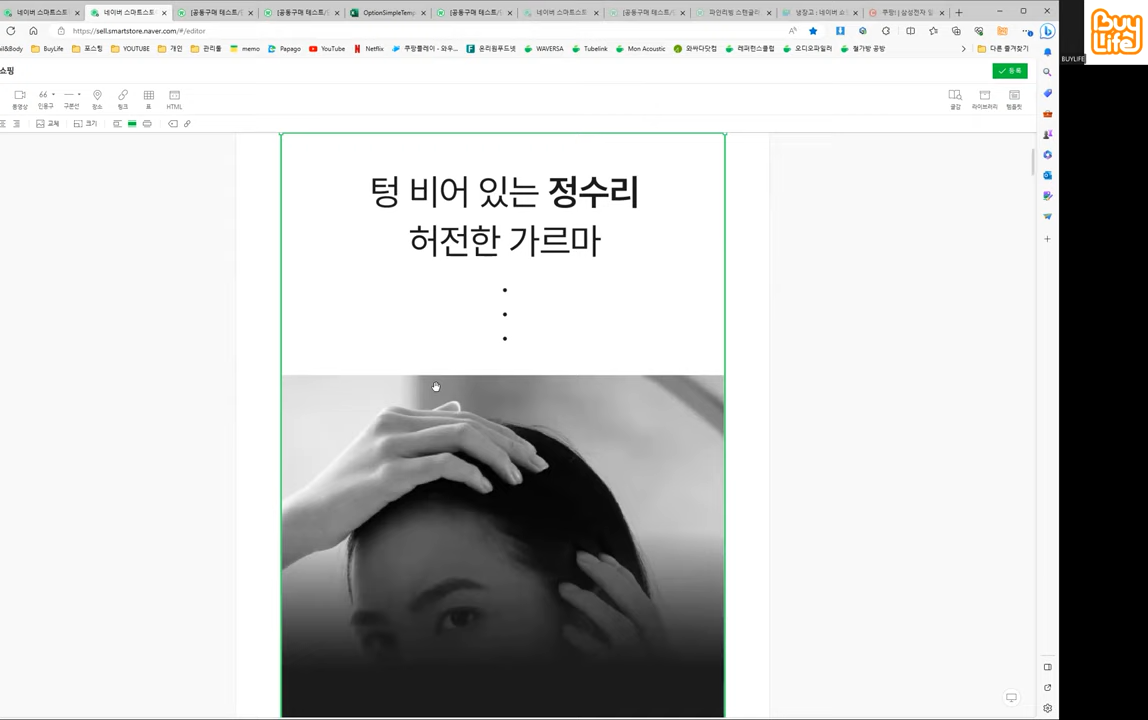 네이버 스마트스토
네이버 스마트스토
[공동구매 테스트/
[공동구매 테스트/
OptionSimpleTemp
[공동구매 테스트/
네이버 스마트스토
[공동구매 테스트/
파인리빙 스텐글라
냉장고 : 네이버 쇼
쿠팡! | 삼성전자 당
https://sell.smartstore.naver.com/#/editor
il&Body
BuyLife
포스팅
YOUTUBE
개인
관리툴
memo
Papago
YouTube
Netflix
쿠팡플레이 - 와우...
온리원푸드넷
WAVERSA
Tubelink
Mon Acoustic
와싸다닷컴
레퍼런스클럽
오디오파일러
불가방 공방
다른 즐겨찾기
쇼핑
등록
동영상
인용구
구분선
장소
링크
표
HTML
글감
라이브러리
템플릿
교체
크기
텅 비어 있는 정수리
허전한 가르마
Buy
Life
BUYLIFE